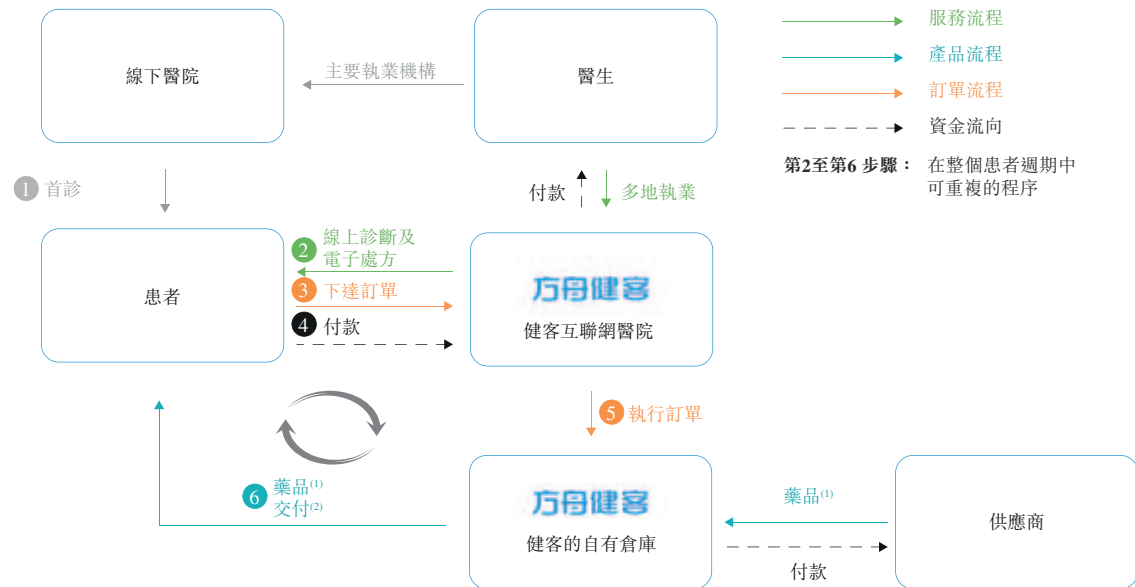 線下醫院
主要執業機構
醫生
服務流程
產品流程
訂單流程
資金流向
第2至第6 步驟： 在整個患者週期中
可重複的程序
1 首診
付款
多地執業
患者
2 線上診斷及
電子處方
3 下達訂單
4 付款
方舟健客
健客互聯網醫院
5 執行訂單
6 藥品(1)
交付(2)
方舟健客
健客的自有倉庫
藥品(1)
付款
供應商